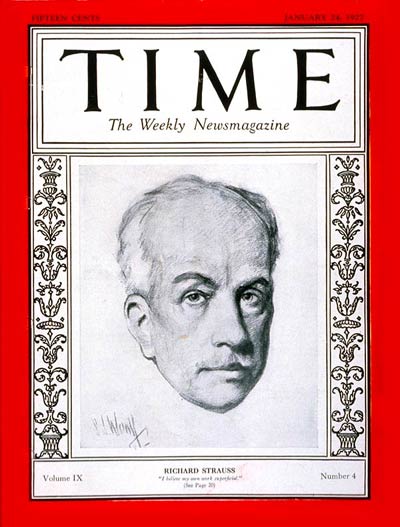 FIFTEEN CENTS
JANUARY 24, 1927
TIME
The Weekly Newsmagazine
Volume IX
RICHARD STRAUSS
"I believe my own work superficial."
(See Page 20)
Number 4